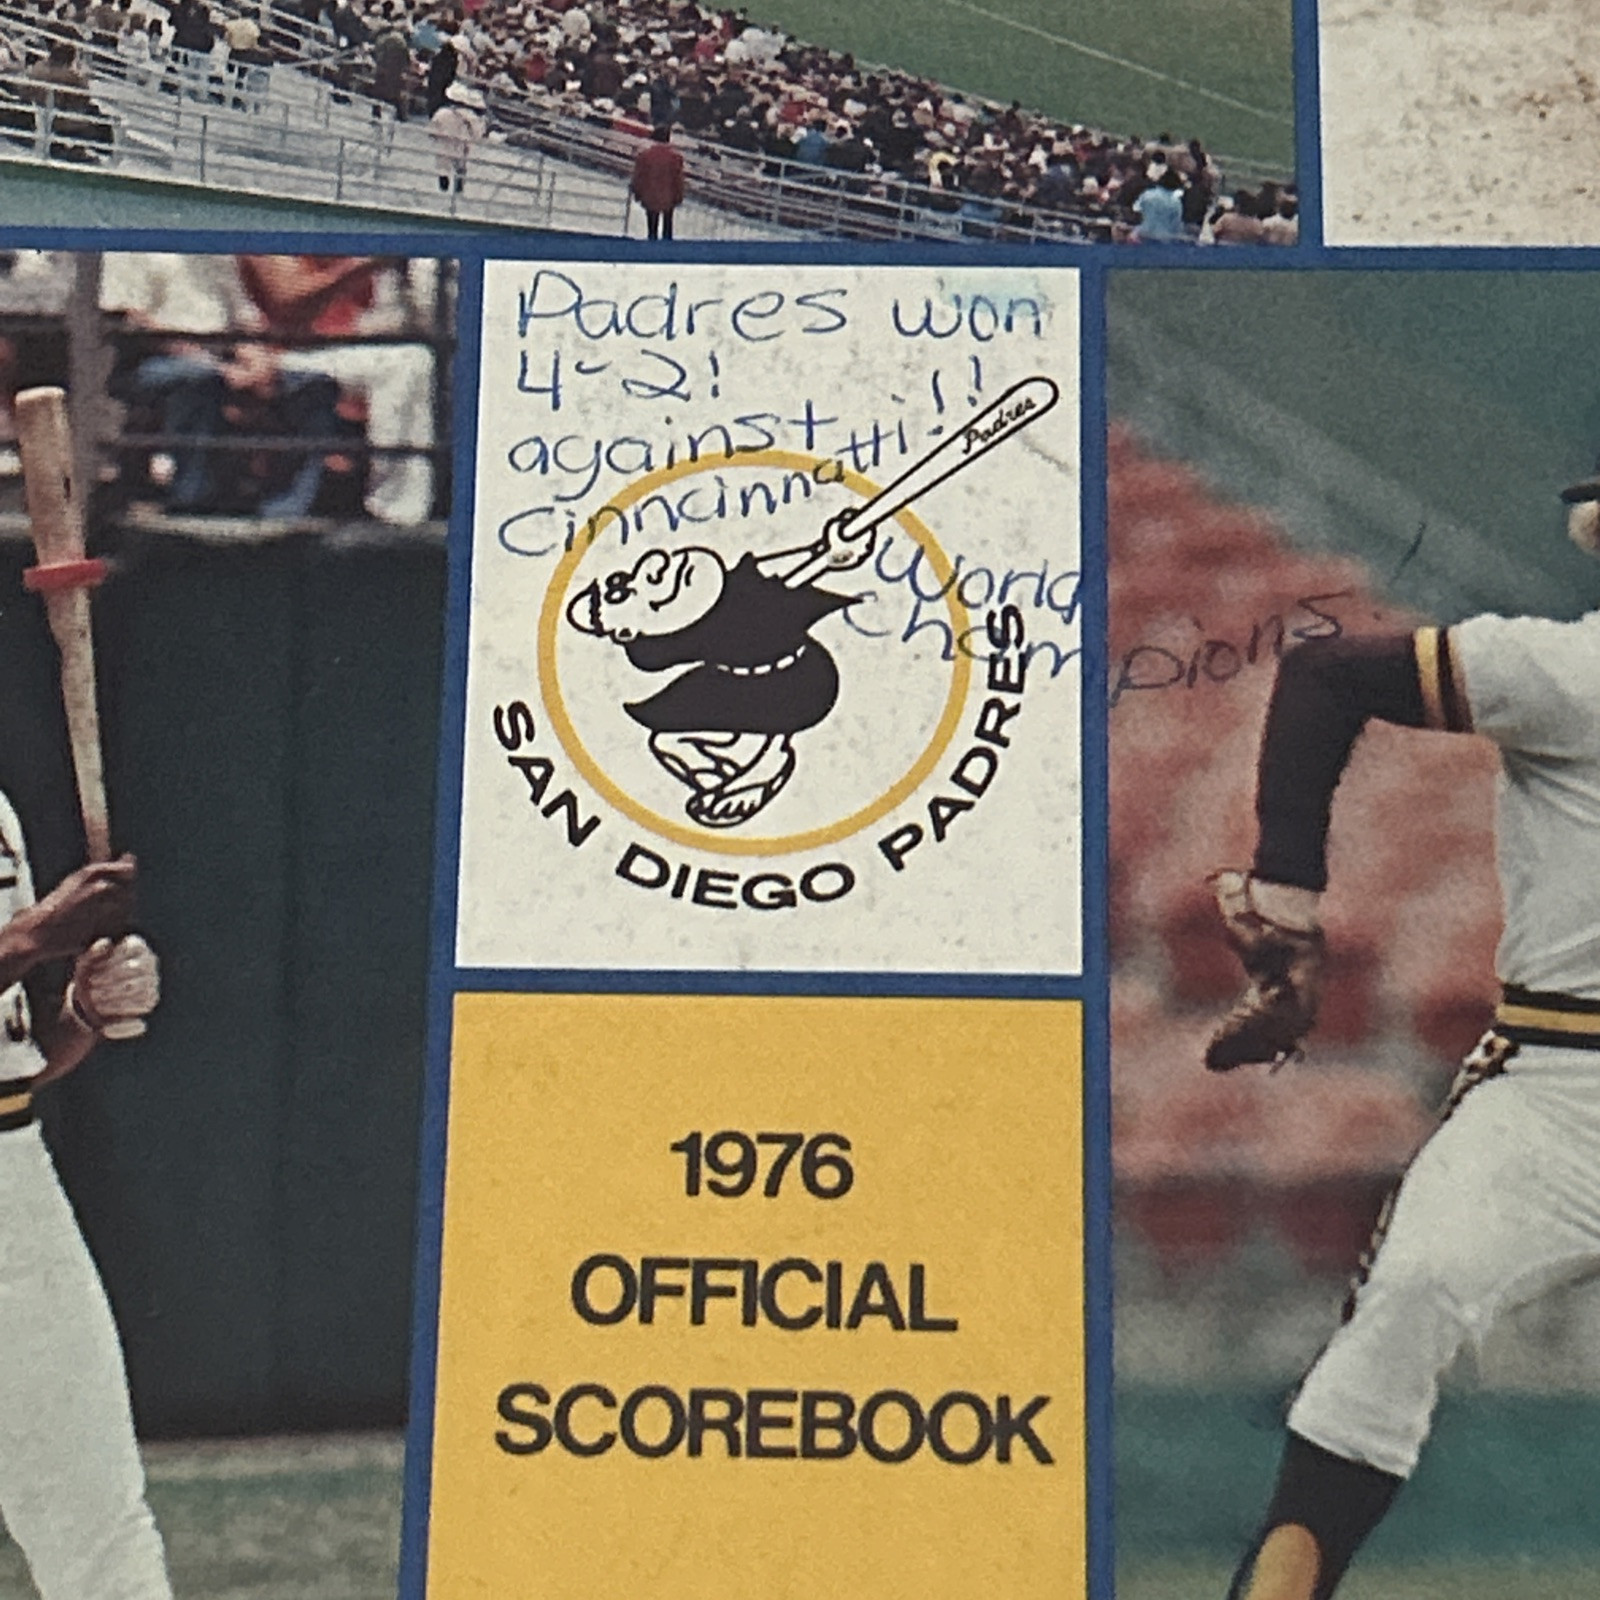 Padres won
4-2!
against
Cinncinnatti!!!
World
Champions.
Padres
SAN DIEGO PADRES
1976
OFFICIAL
SCOREBOOK